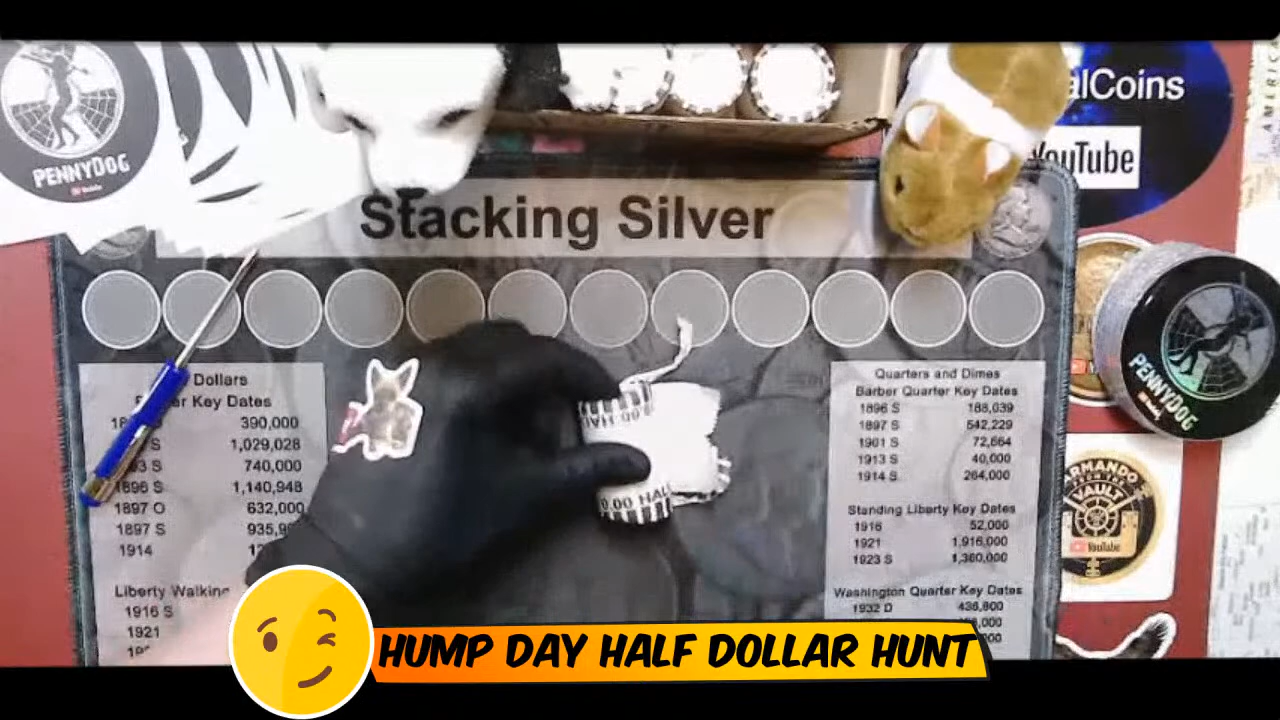 PENNYDOG
YouTube
alCoins
YouTube
AMERICA
Stacking Silver
Dollars
Key Dates
390,000
1,029,028
740,000
1896 S 1,140,948
1897 O 632,000
1897 S
1914
Liberty Walking
1916 S
1921
Quarters and Dimes
Barber Quarter Key Dates
1896 S 188,039
1897 S 542,229
1901 S 72,664
1913 S 40,000
1914 S 264,000
Standing Liberty Key Dates
1916 52,000
1921 1,916,000
1923 S 1,360,000
Washington Quarter Key Dates
1932 D 436,800
PENNYDOG
ARMANDO
FROM THE
VAULT
YouTube
HUMP DAY HALF DOLLAR HUNT